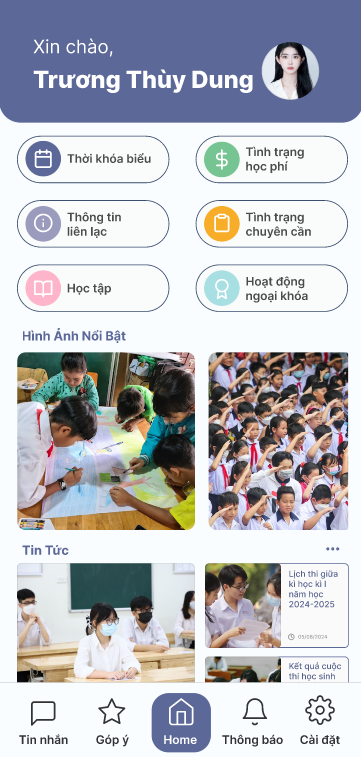 Xin chào,
Trương Thùy Dung
Thời khóa biểu
Tình trạng
học phí
Thông tin
liên lạc
Tình trạng
chuyên cần
Học tập
Hoạt động
ngoại khóa
Hình Ảnh Nổi Bật
Tin Tức
Lịch thi giữa
kì học kì I
năm học
2024-2025
05/08/2024
Kết quả cuộc
thi học sinh
Tin nhắn
Góp ý
Home
Thông báo
Cài đặt